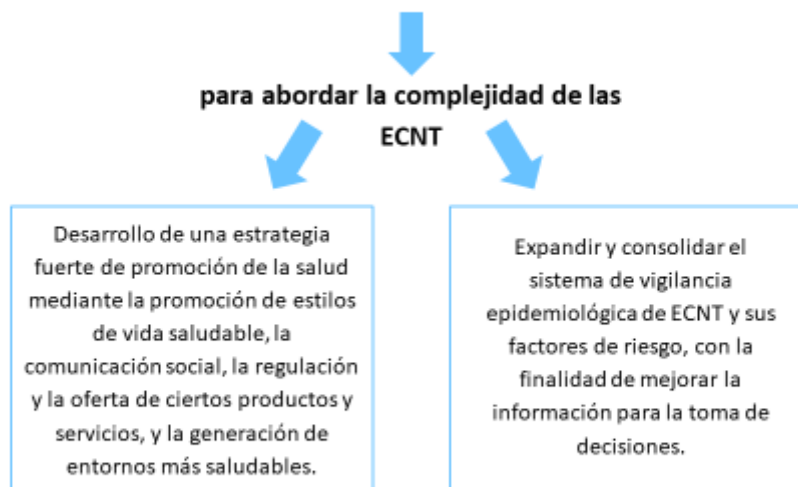 para abordar la complejidad de las
ECNT
Desarrollo de una estrategia
fuerte de promoción de la salud
mediante la promoción de estilos
de vida saludable, la
comunicación social, la regulación
y la oferta de ciertos productos y
servicios, y la generación de
entornos más saludables.
Expandir y consolidar el
sistema de vigilancia
epidemiológica de ECNT y sus
factores de riesgo, con la
finalidad de mejorar la
información para la toma de
decisiones.